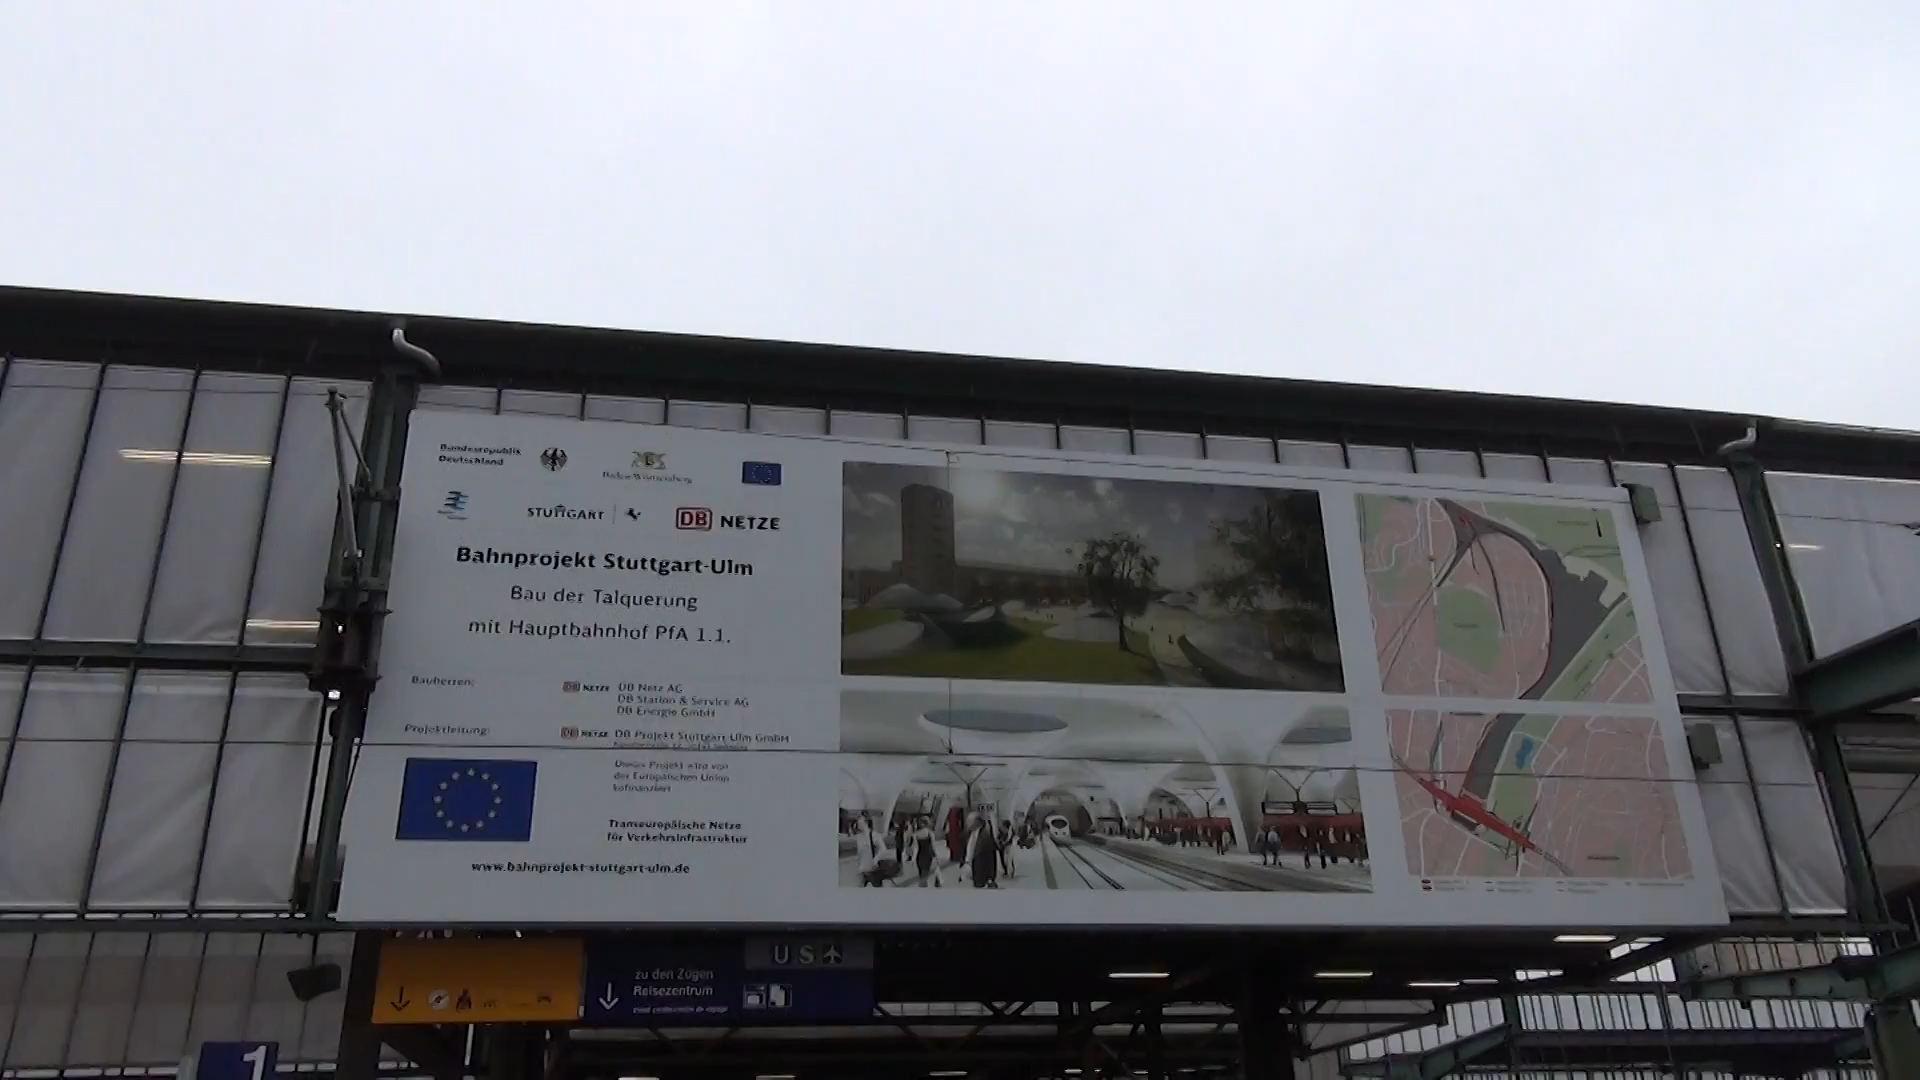 Bundesrepublik
Deutschland
Baden-Württemberg
STUTTGART
DB NETZE
Bahnprojekt Stuttgart-Ulm
Bau der Talquerung
mit Hauptbahnhof PfA 1.1.
Bauherren:
DB NETZE DB Netz AG
DB Station & Service AG
DB Energie GmbH
Projektleitung:
DB NETZE DB Projekt Stuttgart-Ulm GmbH
Dieses Projekt wird von
der Europäischen Union
kofinanziert
Transeuropäische Netze
für Verkehrsinfrastruktur
www.bahnprojekt-stuttgart-ulm.de
U S
zu den Zügen
Reisezentrum
1